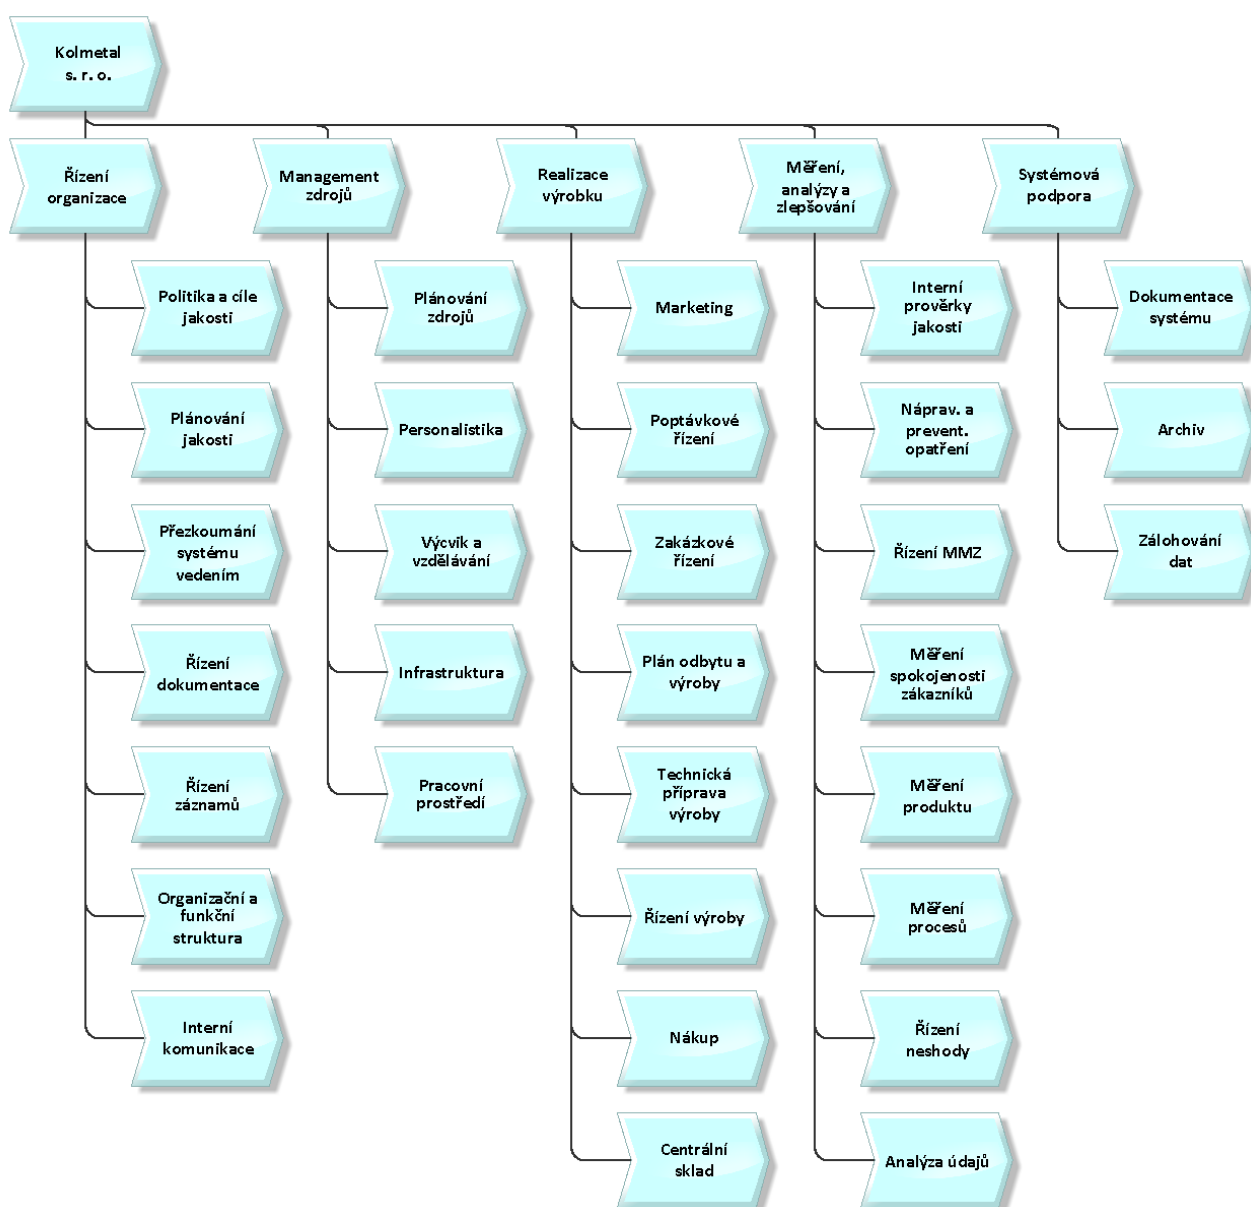 Kolmetal
s. r. o.
Řízení
organizace
Management
zdrojů
Realizace
výrobku
Měření,
analýzy a
zlepšování
Systémová
podpora
Politika a cíle
jakosti
Plánování
jakosti
Přezkoumání
systému
vedením
Řízení
dokumentace
Řízení
záznamů
Organizační a
funkční
struktura
Interní
komunikace
Plánování
zdrojů
Personalistika
Výcvik a
vzdělávání
Infrastruktura
Pracovní
prostředí
Marketing
Poptávkové
řízení
Zakázkové
řízení
Plán odbytu a
výroby
Technická
příprava
výroby
Řízení výroby
Nákup
Centrální
sklad
Interní
prověrky
jakosti
Náprav. a
prevent.
opatření
Řízení MMZ
Měření
spokojenosti
zákazníků
Měření
produktu
Měření
procesů
Řízení
neshody
Analýza údajů
Dokumentace
systému
Archiv
Zálohování
dat